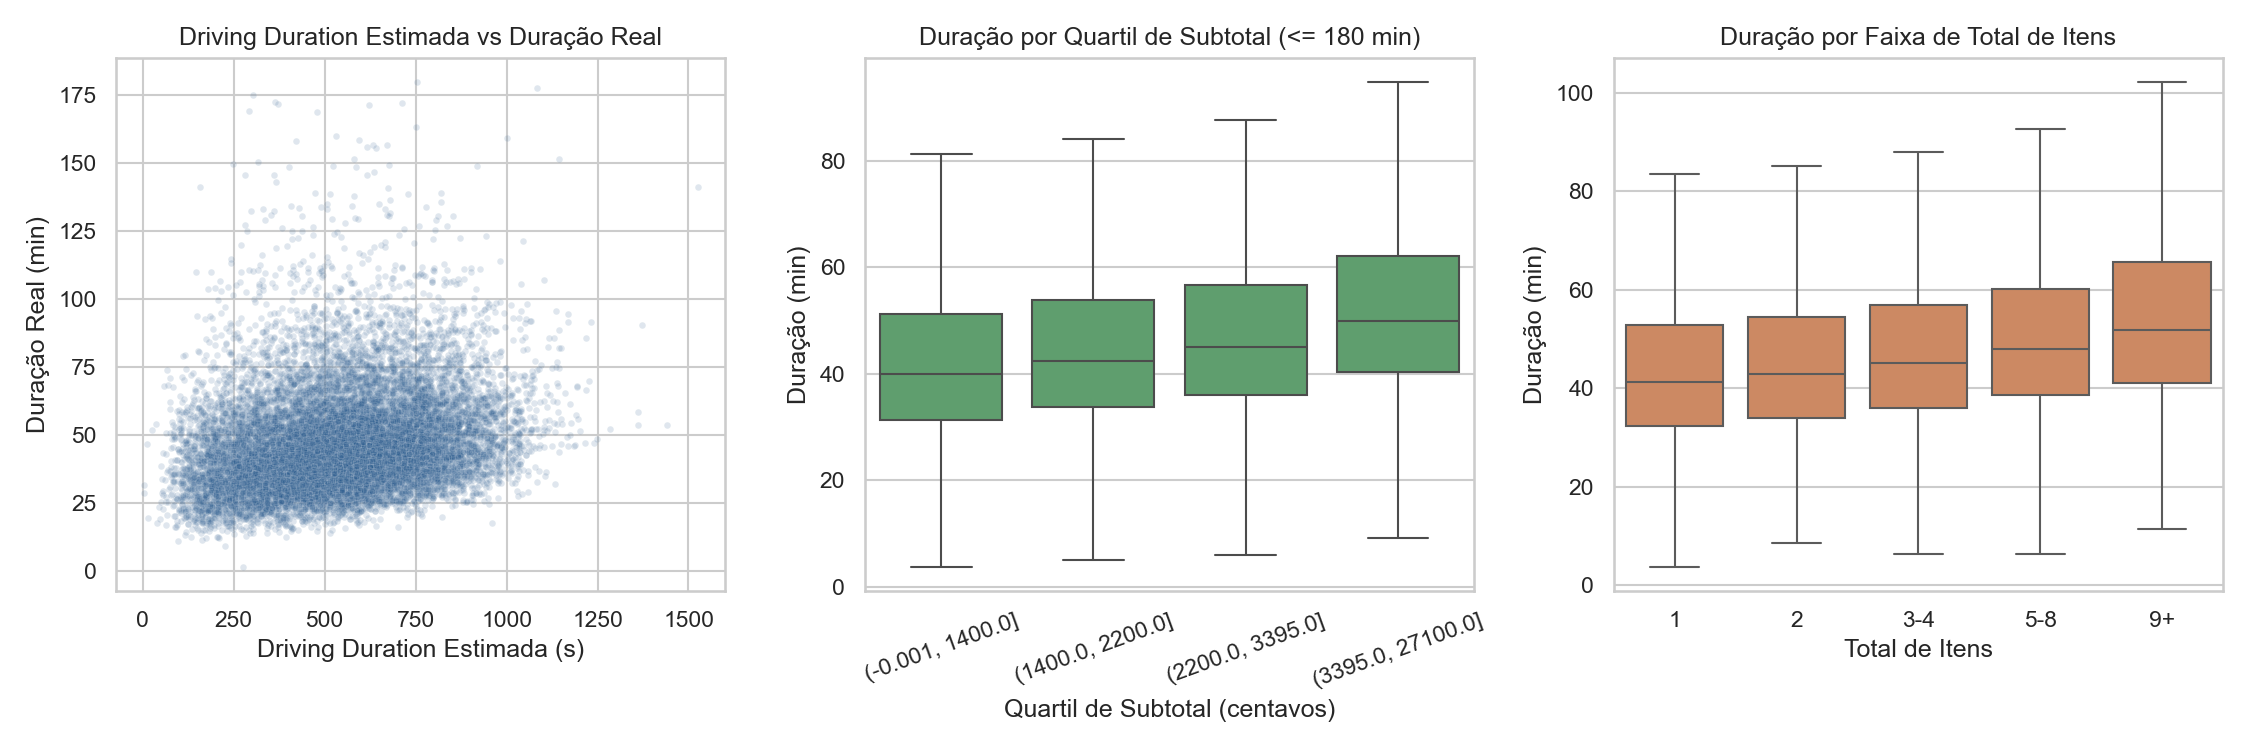 Driving Duration Estimada vs Duração Real
Duração Real (min)
175
150
125
100
75
50
25
0
0 250 500 750 1000 1250 1500
Driving Duration Estimada (s)
Duração por Quartil de Subtotal (<= 180 min)
Duração (min)
80
60
40
20
0
(-0.001, 1400.0] (1400.0, 2200.0] (2200.0, 3395.0] (3395.0, 27100.0]
Quartil de Subtotal (centavos)
Duração por Faixa de Total de Itens
Duração (min)
100
80
60
40
20
0
1 2 3-4 5-8 9+
Total de Itens